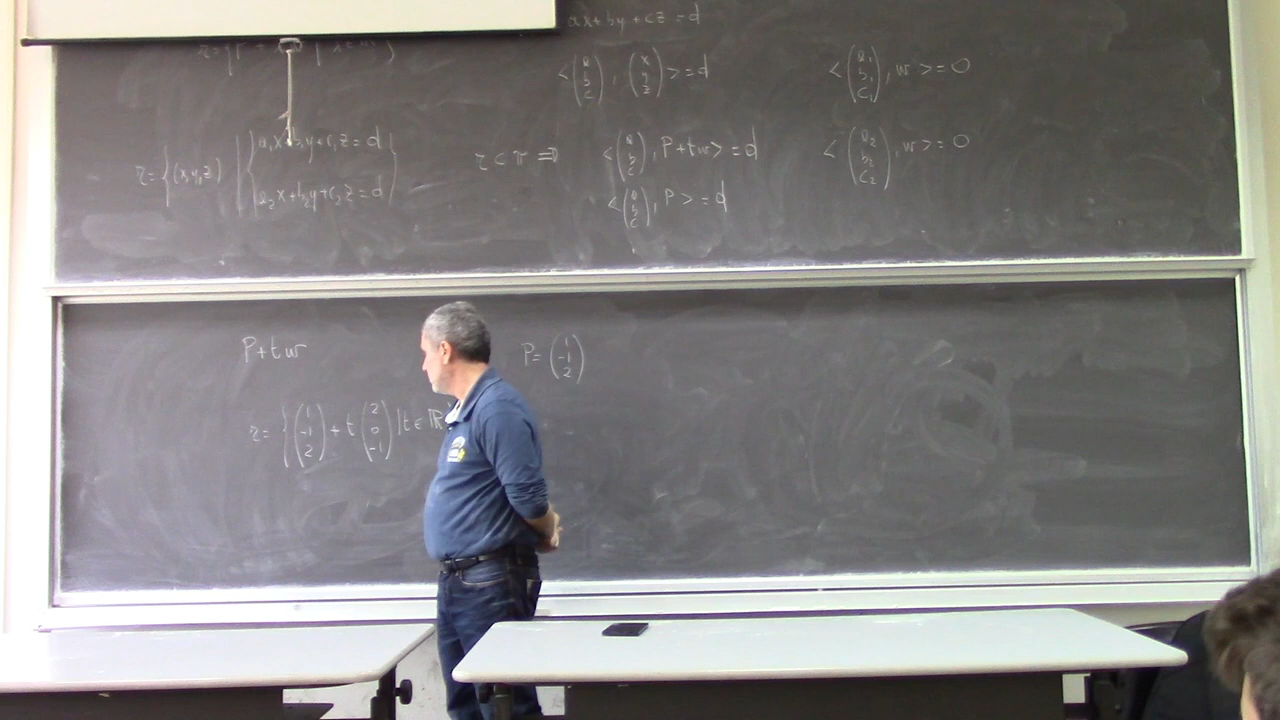 ax+by+cz=d
<(a b c), (x y z)>=d
<(a₁ b₁ c₁), w>=0
r={(x,y,z) | { a₁x+b₁y+c₁z=d
a₂x+b₂y+c₂z=d }
r⊂π ⇒ <(a b c), P+tw>=d
<(a₂ b₂ c₂), w>=0
<(a b c), P>=d
P+tw
P=(1 -1 2)
r={(1 -1 2)+t(2 0 -1)|t∈ℝ